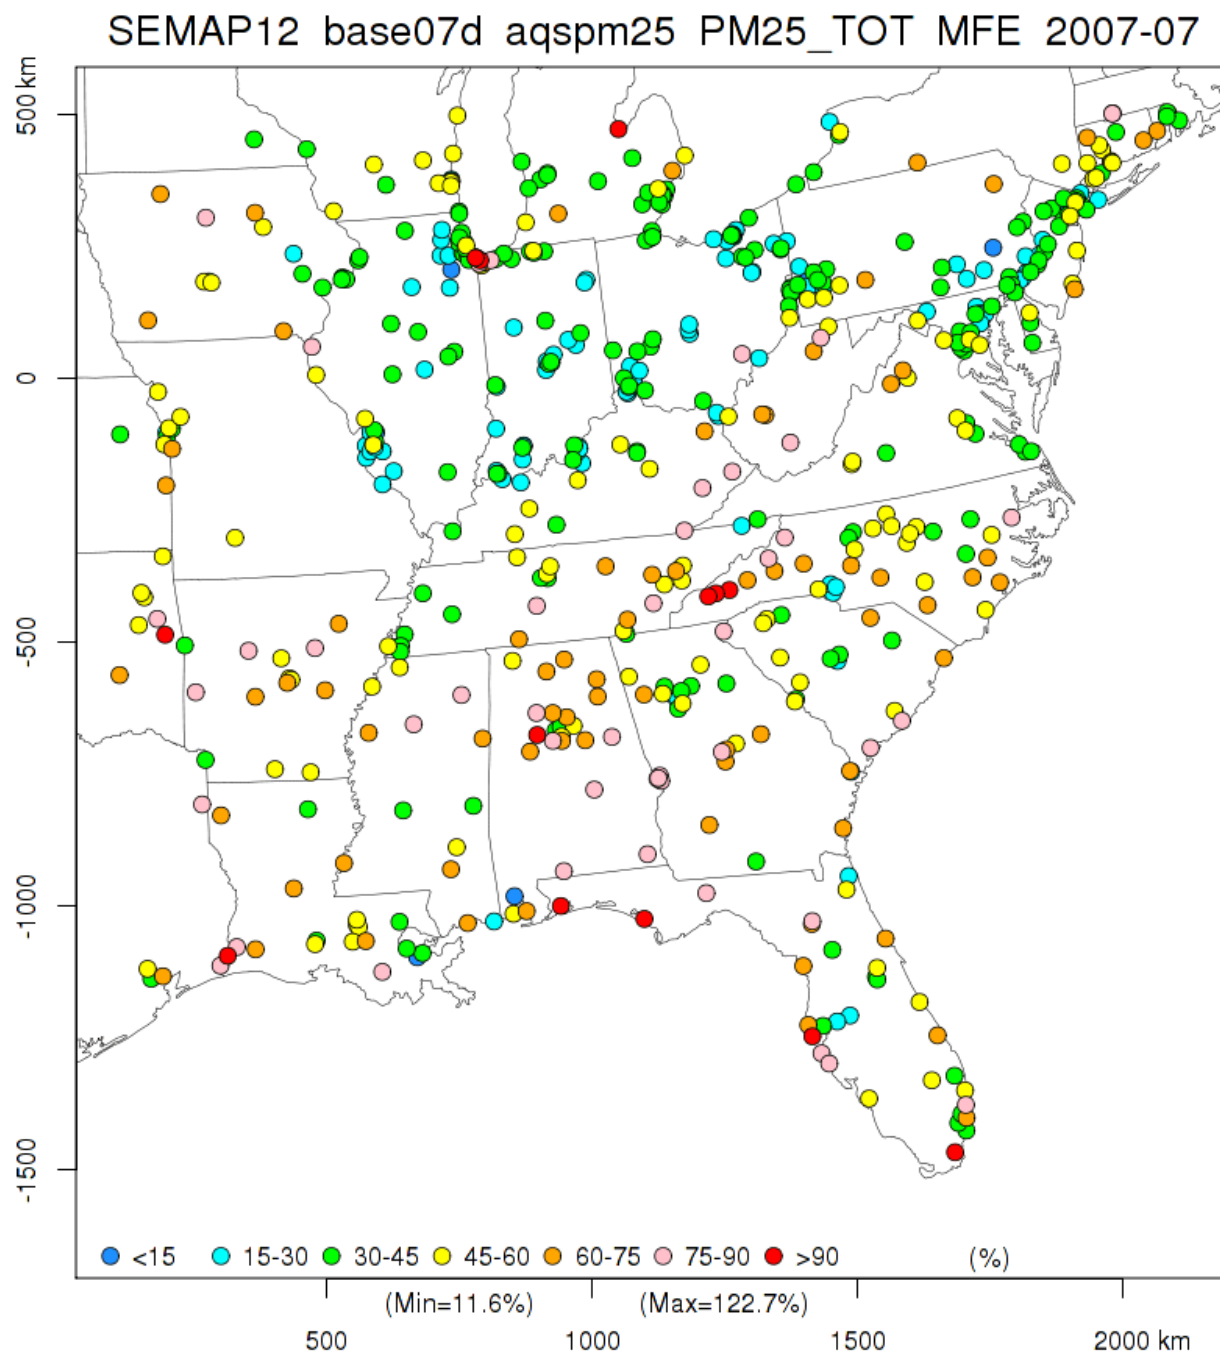 SEMAP12 base07d aqspm25 PM25_TOT MFE 2007-07
500 km
0
-500
-1000
-1500
<15 15-30 30-45 45-60 60-75 75-90 >90 (%)
(Min=11.6%) (Max=122.7%)
500 1000 1500 2000 km